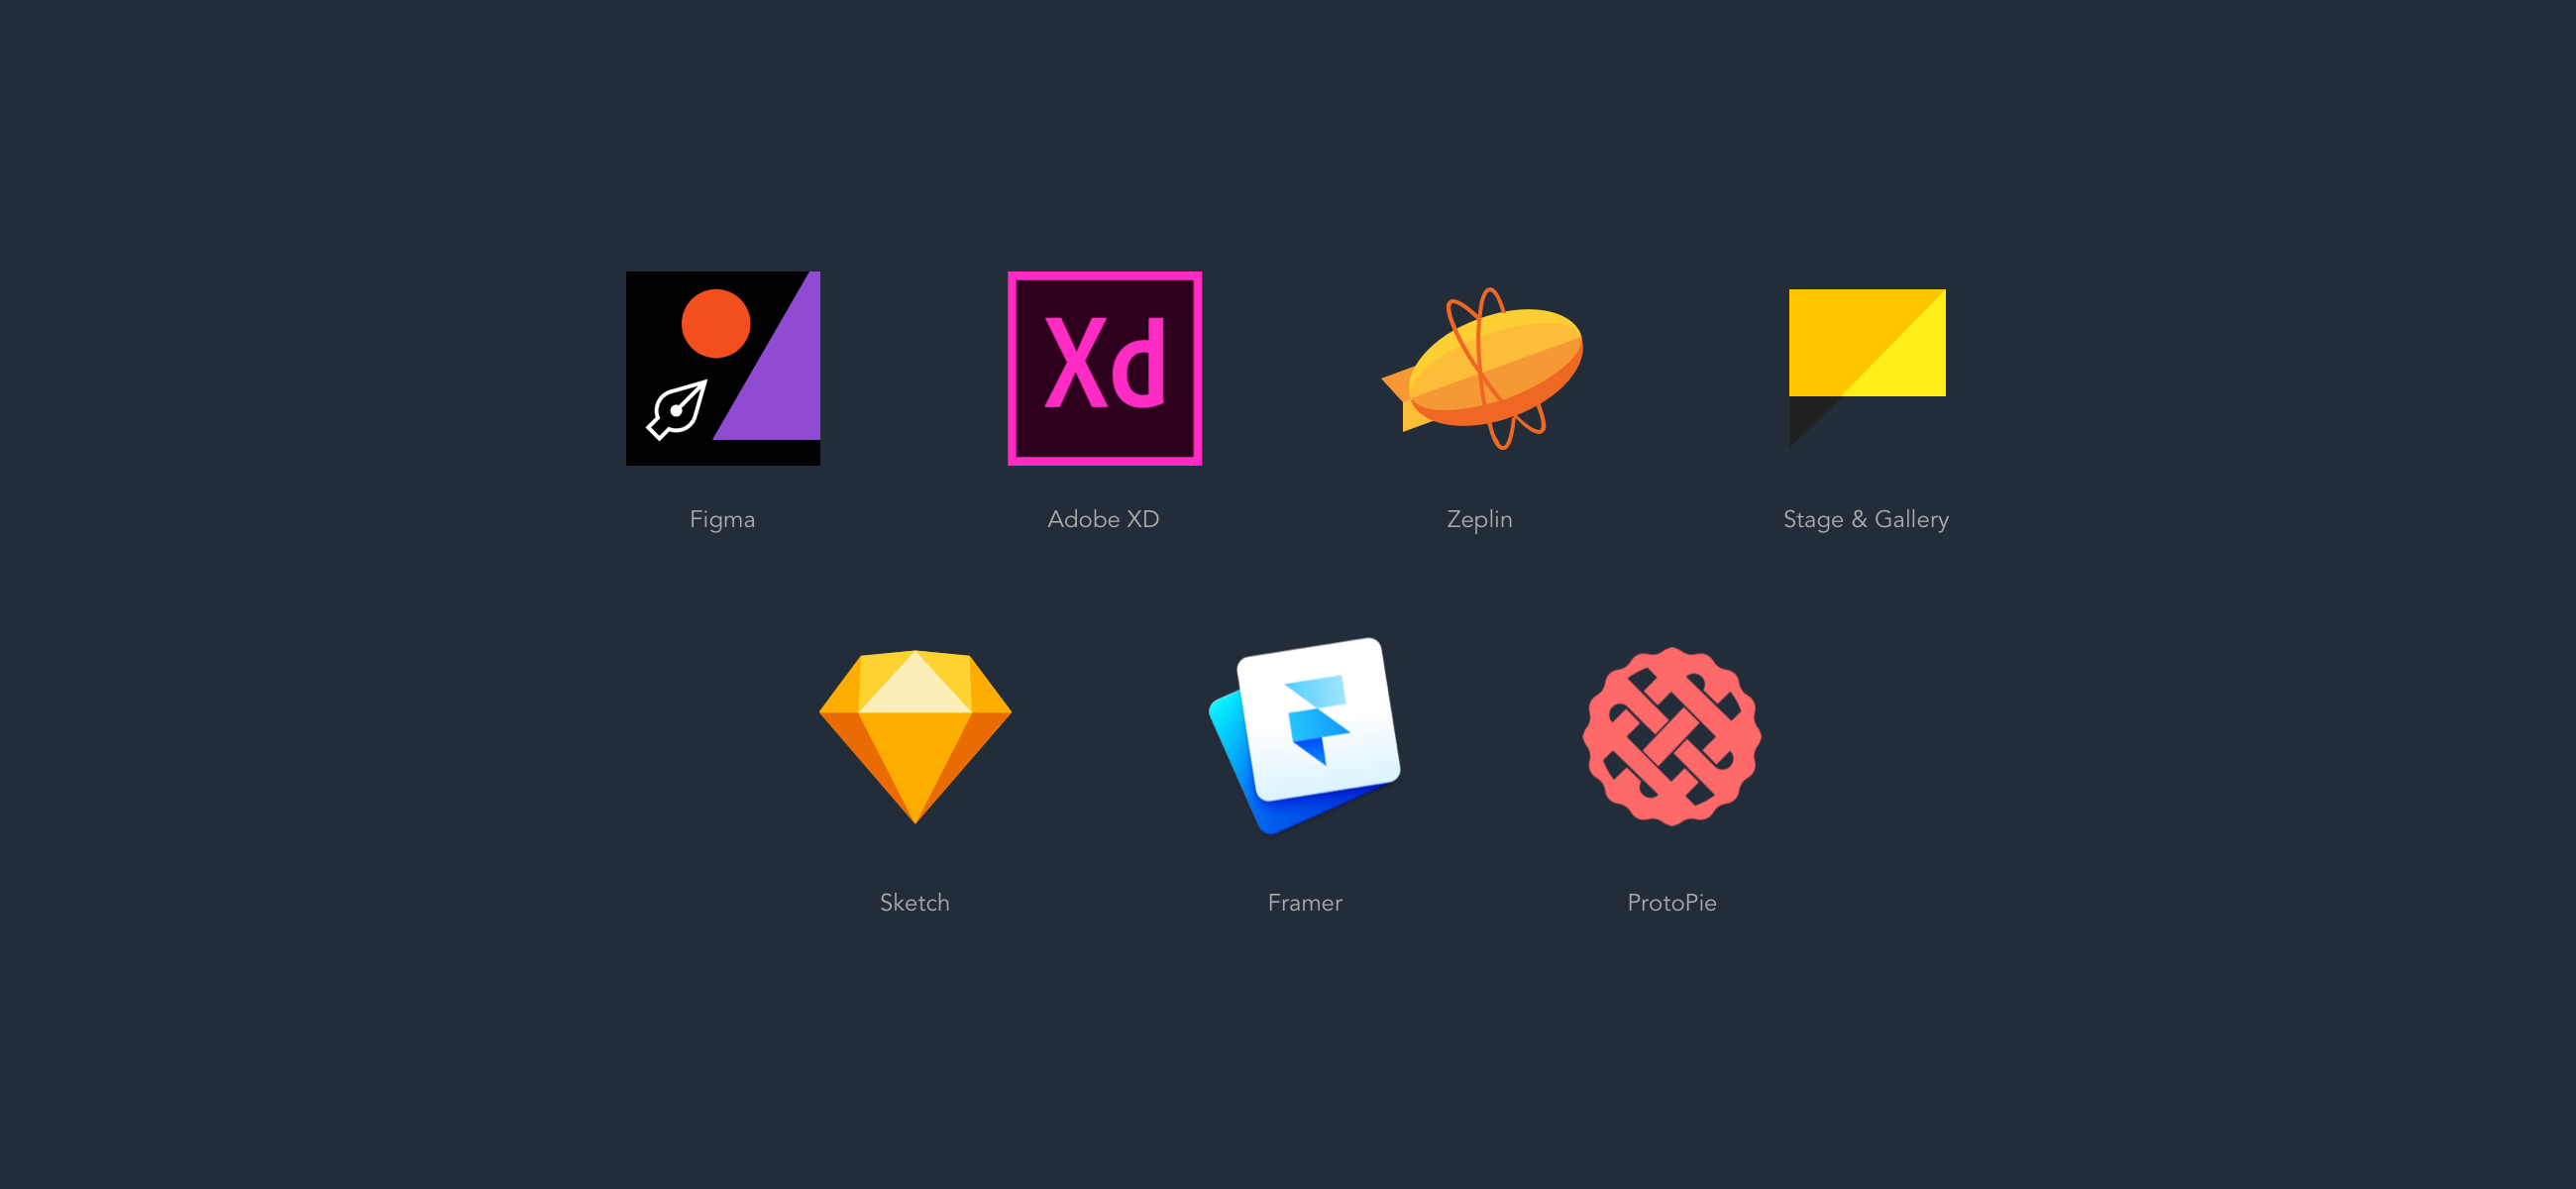 Xd
Figma
Adobe XD
Zeplin
Stage & Gallery
Sketch
Framer
ProtoPie